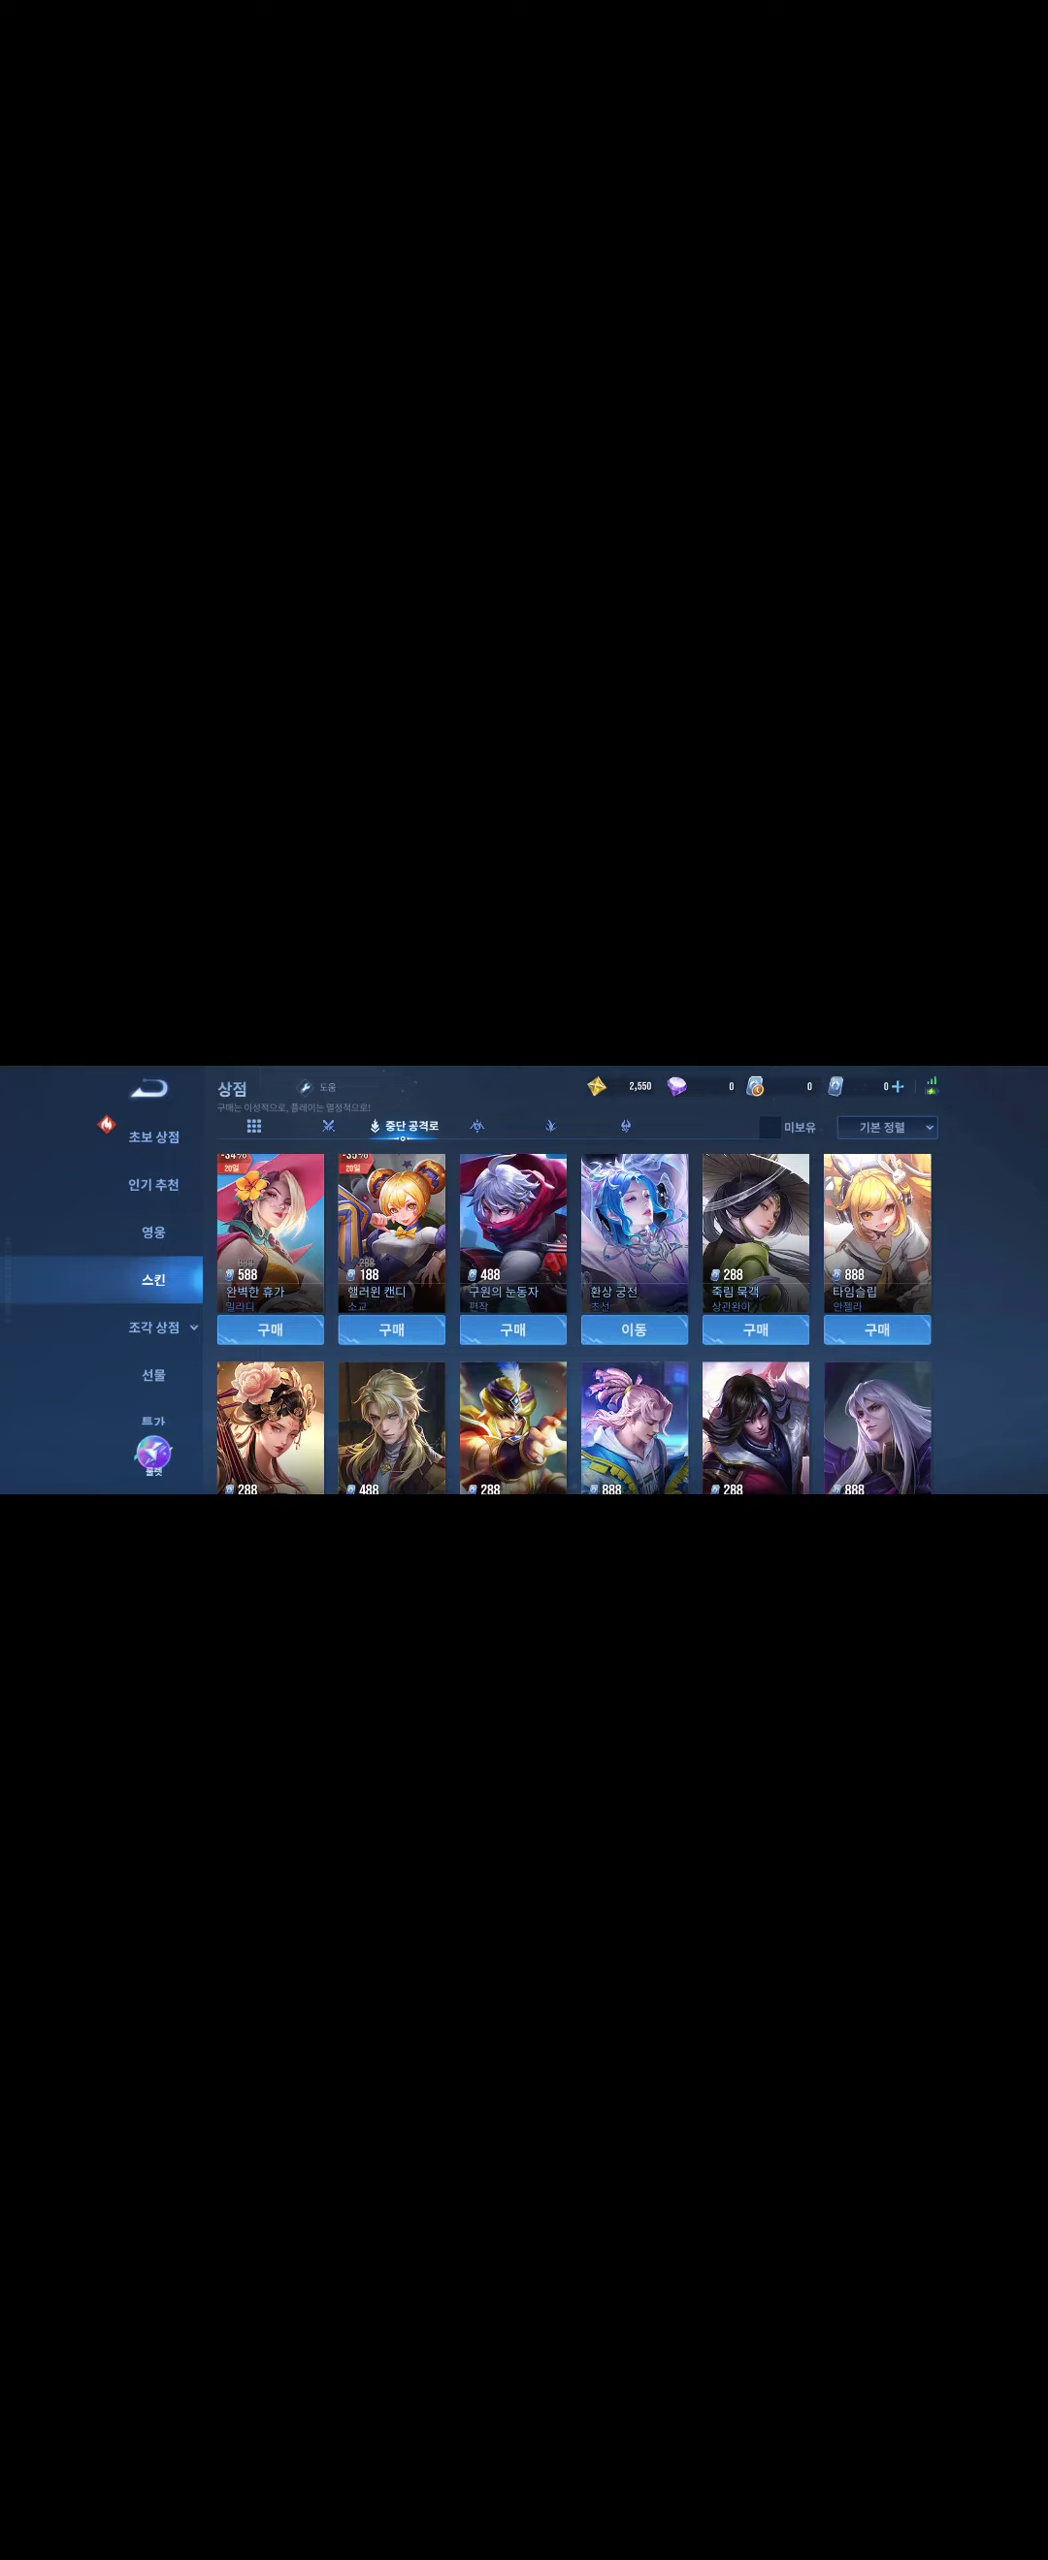 상점
도움
2,550
0
0
0
구매는 이성적으로, 플레이는 열정적으로!
초보 상점
중단 공격로
미보유
기본 정렬
인기 추천
영웅
스킨
조각 상점
선물
특가
룰렛
-34%
20일
888
588
완벽한 휴가
밀라디
구매
-35%
20일
288
188
핼러윈 캔디
소교
구매
488
구원의 눈동자
편작
구매
환상 궁전
초선
이동
288
죽림 묵객
상관완아
구매
888
타임슬립
안젤라
구매
288
488
288
888
288
888